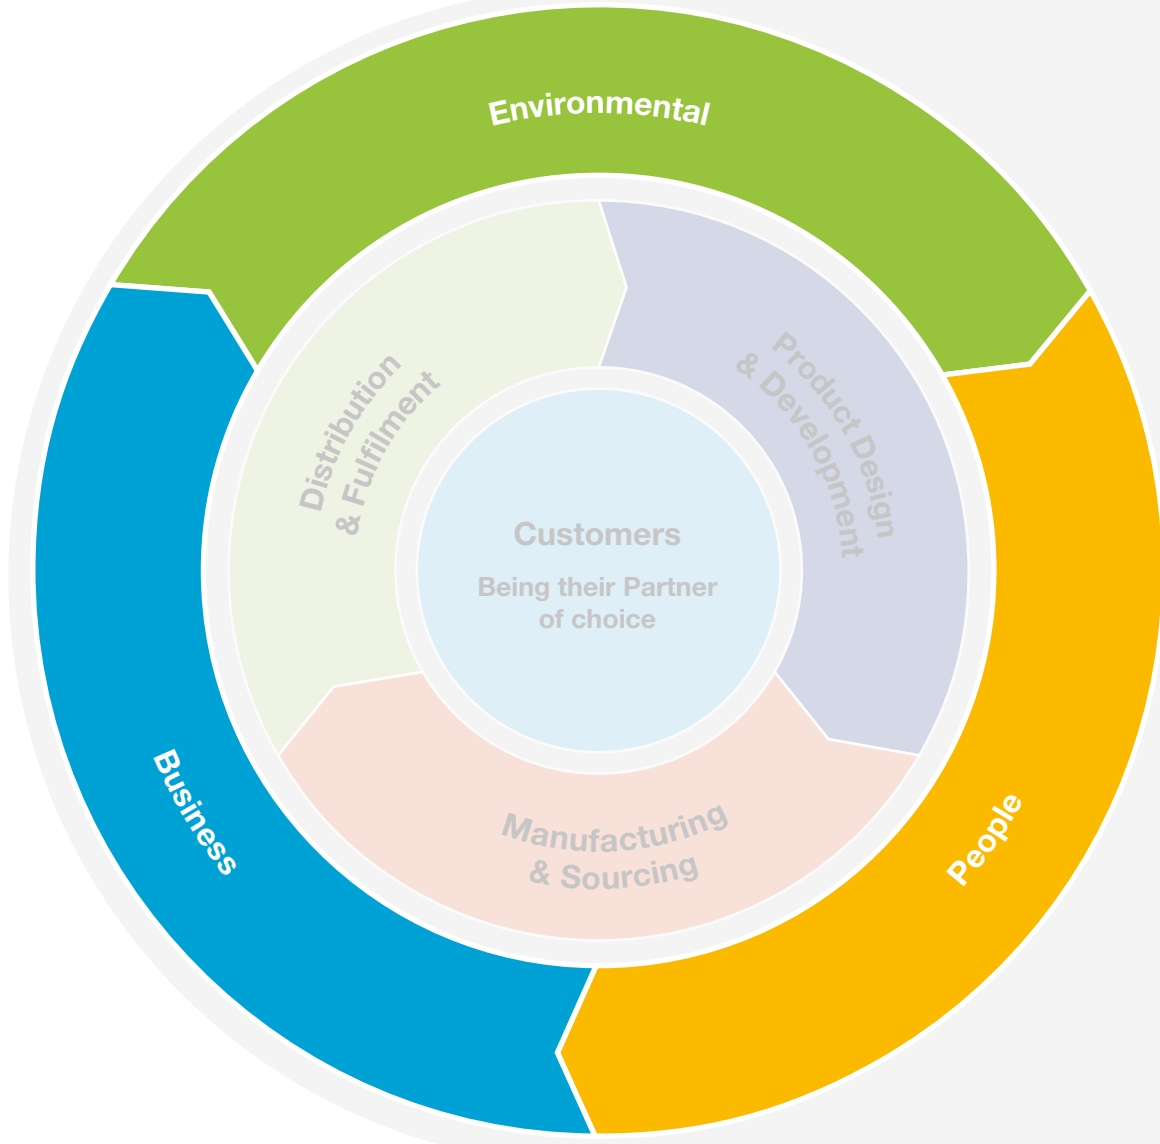 Environmental
Distribution
& Fulfilment
Product Design
& Development
Customers
Being their Partner
of choice
Business
People
Manufacturing
& Sourcing